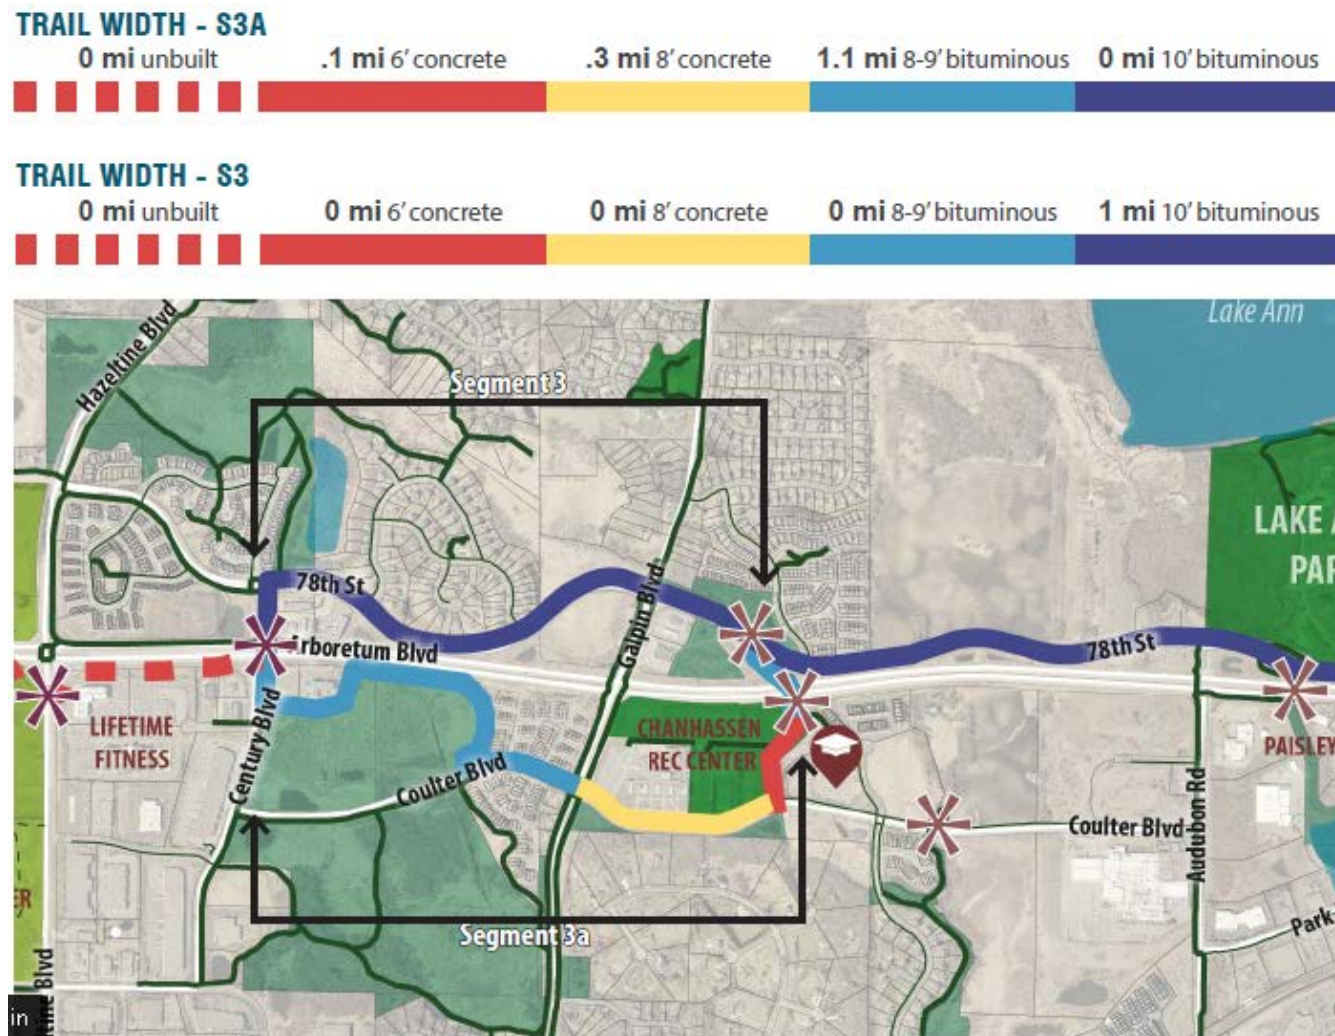 TRAIL WIDTH - S3A
0 mi unbuilt .1 mi 6' concrete .3 mi 8' concrete 1.1 mi 8-9' bituminous 0 mi 10' bituminous
TRAIL WIDTH - S3
0 mi unbuilt 0 mi 6' concrete 0 mi 8' concrete 0 mi 8-9' bituminous 1 mi 10' bituminous
Lake Ann
Hazeltine Blvd
Segment 3
LAKE
PAR
78th St
Galpin Blvd
rboretum Blvd
78th St
LIFETIME
FITNESS
Century Blvd
CHANHASSEN
REC CENTER
PAISLEY
Coulter Blvd
Coulter Blvd
Audubon Rd
ER
Segment 3a
Park
ine Blvd
in